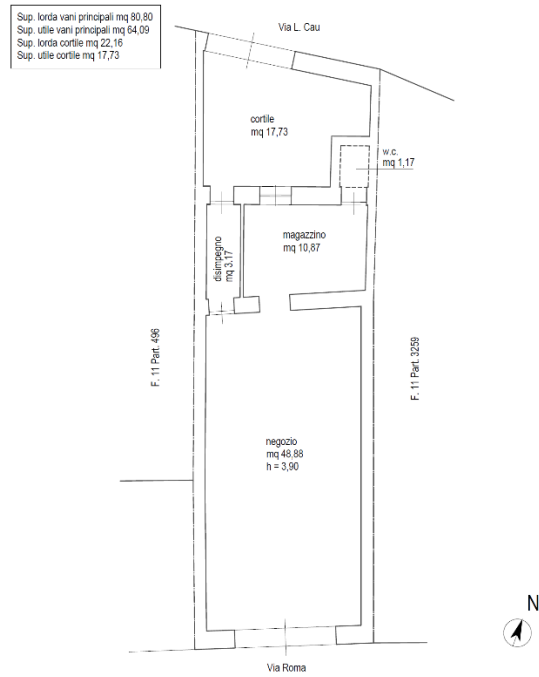 Sup. lorda vani principali mq 80,80
Sup. utile vani principali mq 64,09
Sup. lorda cortile mq 22,16
Sup. utile cortile mq 17,73
Via L. Cau
cortile
mq 17,73
w.c.
mq 1,17
magazzino
mq 10,87
disimpegno
mq 3.17
F. 11 Part. 496
F. 11 Part. 3259
negozio
mq 48,88
h = 3,90
N
Via Roma